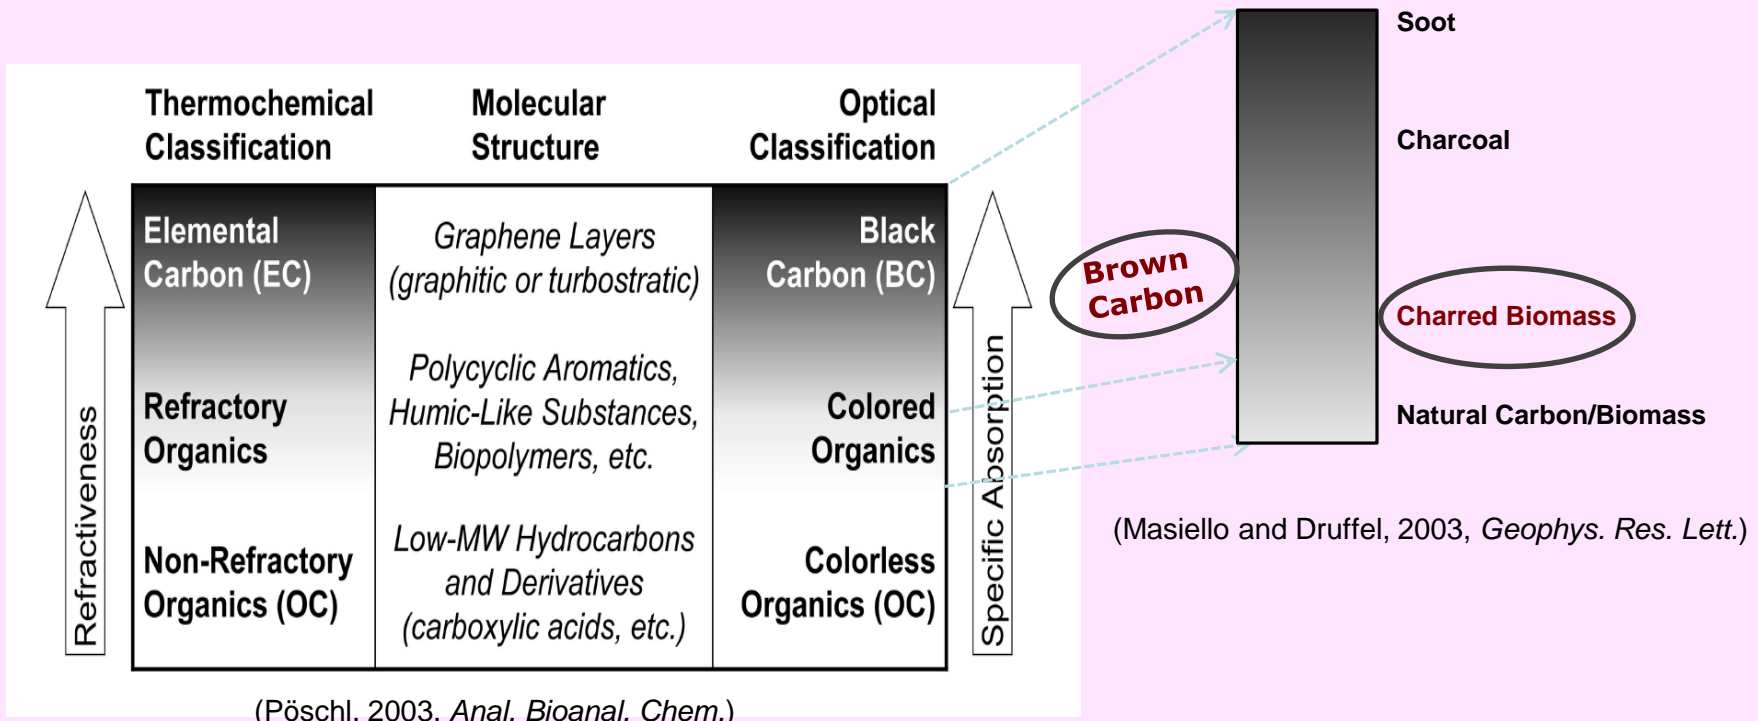 Thermochemical
Classification
Molecular
Structure
Optical
Classification
Refractiveness
Elemental
Carbon (EC)
Graphene Layers
(graphitic or turbostratic)
Black
Carbon (BC)
Refractory
Organics
Polycyclic Aromatics,
Humic-Like Substances,
Biopolymers, etc.
Colored
Organics
Non-Refractory
Organics (OC)
Low-MW Hydrocarbons
and Derivatives
(carboxylic acids, etc.)
Colorless
Organics (OC)
Specific Absorption
(Pöschl, 2003, Anal. Bioanal. Chem.)
Brown
Carbon
Soot
Charcoal
Charred Biomass
Natural Carbon/Biomass
(Masiello and Druffel, 2003, Geophys. Res. Lett.)